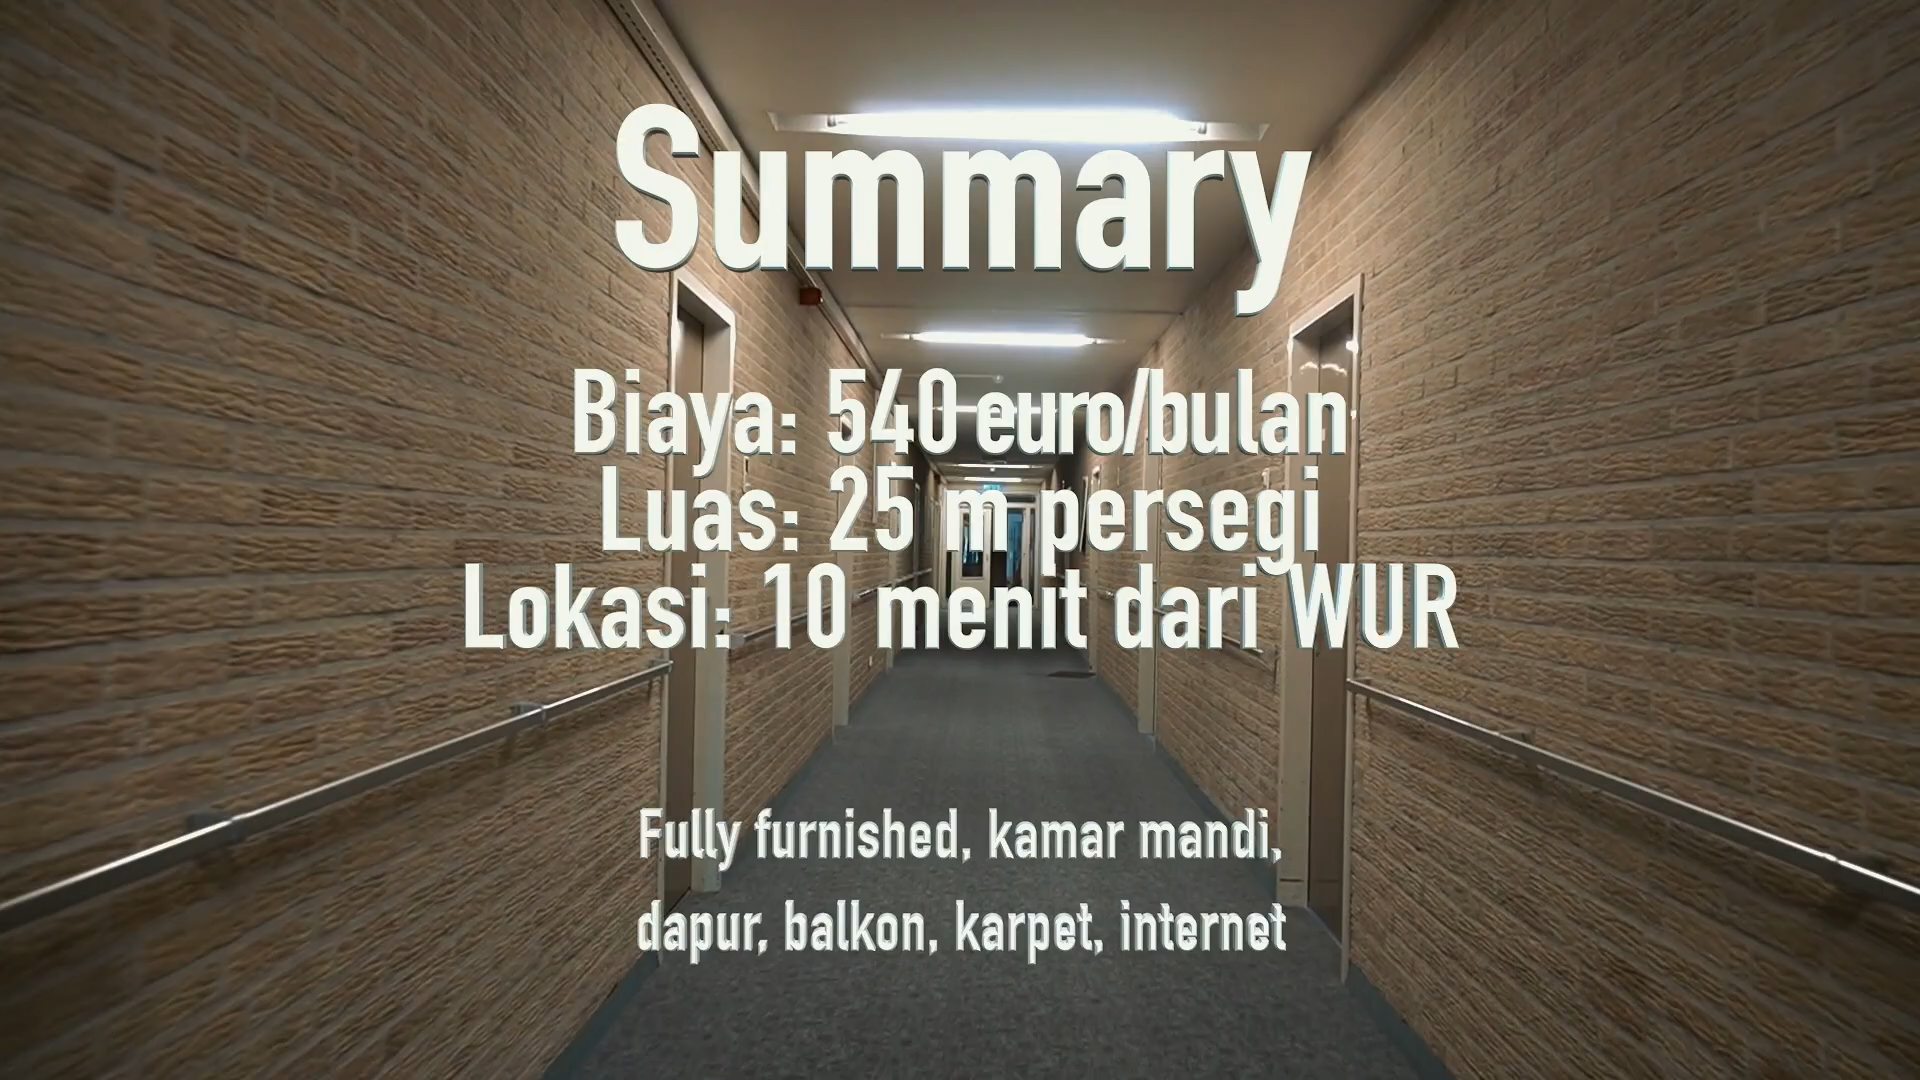 Summary
Biaya: 540 euro/bulan
Luas: 25 m persegi
Lokasi: 10 menit dari WUR
Fully furnished, kamar mandi,
dapur, balkon, karpet, internet